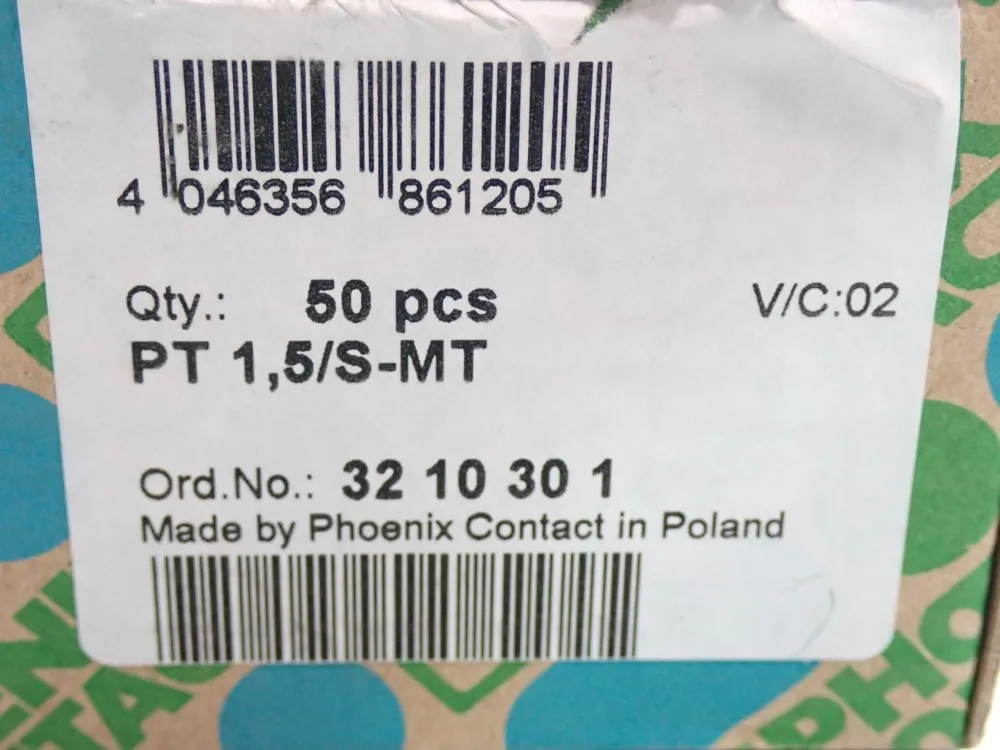 4 046356 861205
Qty.: 50 pcs V/C:02
PT 1,5/S-MT
Ord.No.: 32 10 30 1
Made by Phoenix Contact in Poland